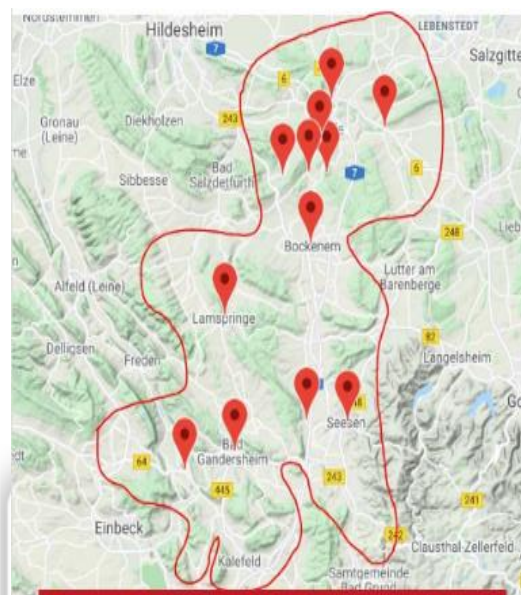 Nordstemmen
Hildesheim
LEBENSTEDT
7
Salzgitter
Elze
6
Gronau
(Leine)
Diekholzen
243
Bad
Salzdetfurth
7
6
Sibbesse
248
Bockenem
Lutter am
Barenberge
Alfeld (Leine)
Lamspringe
Delligsen
82
Freden
Langelsheim
Seesen
Bad
Gandersheim
64
445
243
241
Einbeck
242
Kalefeld
Clausthal-Zellerfeld
Samtgemeinde
Bad Grund